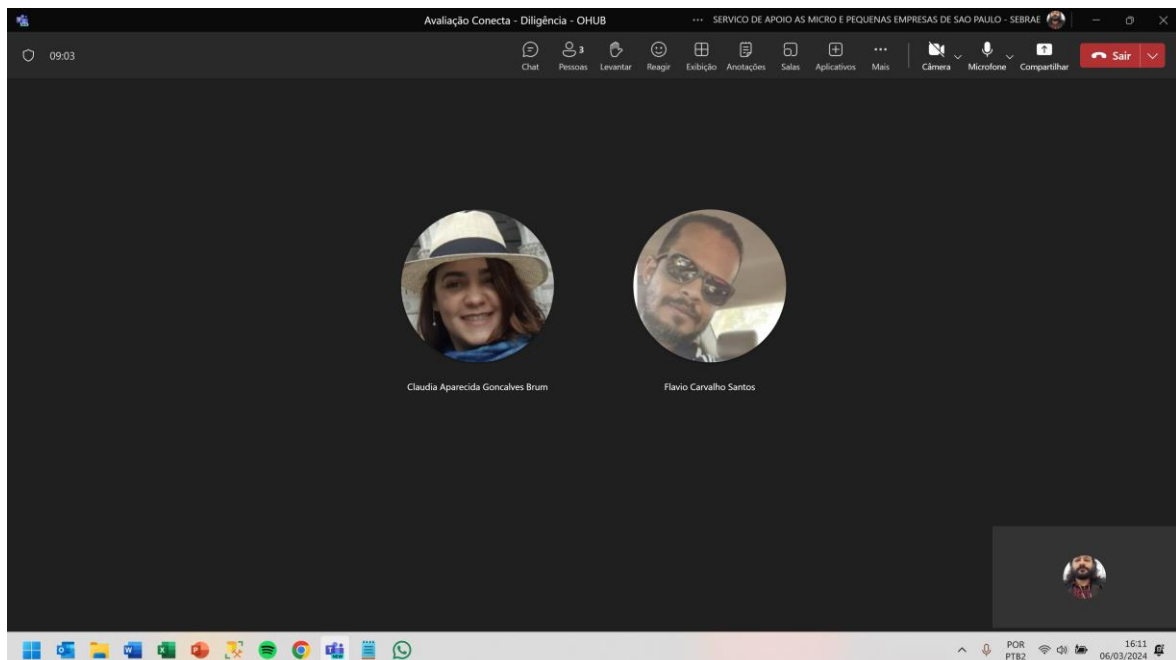 Avaliação Conecta - Diligência - OHUB
SERVICO DE APOIO AS MICRO E PEQUENAS EMPRESAS DE SAO PAULO - SEBRAE
09:03
3
Chat Pessoas Levantar Reagir Exibição Anotações Salas Aplicativos Mais Câmera Microfone Compartilhar Sair
Claudia Aparecida Goncalves Brum
Flavio Carvalho Santos
POR 16:11
PTB2 06/03/2024